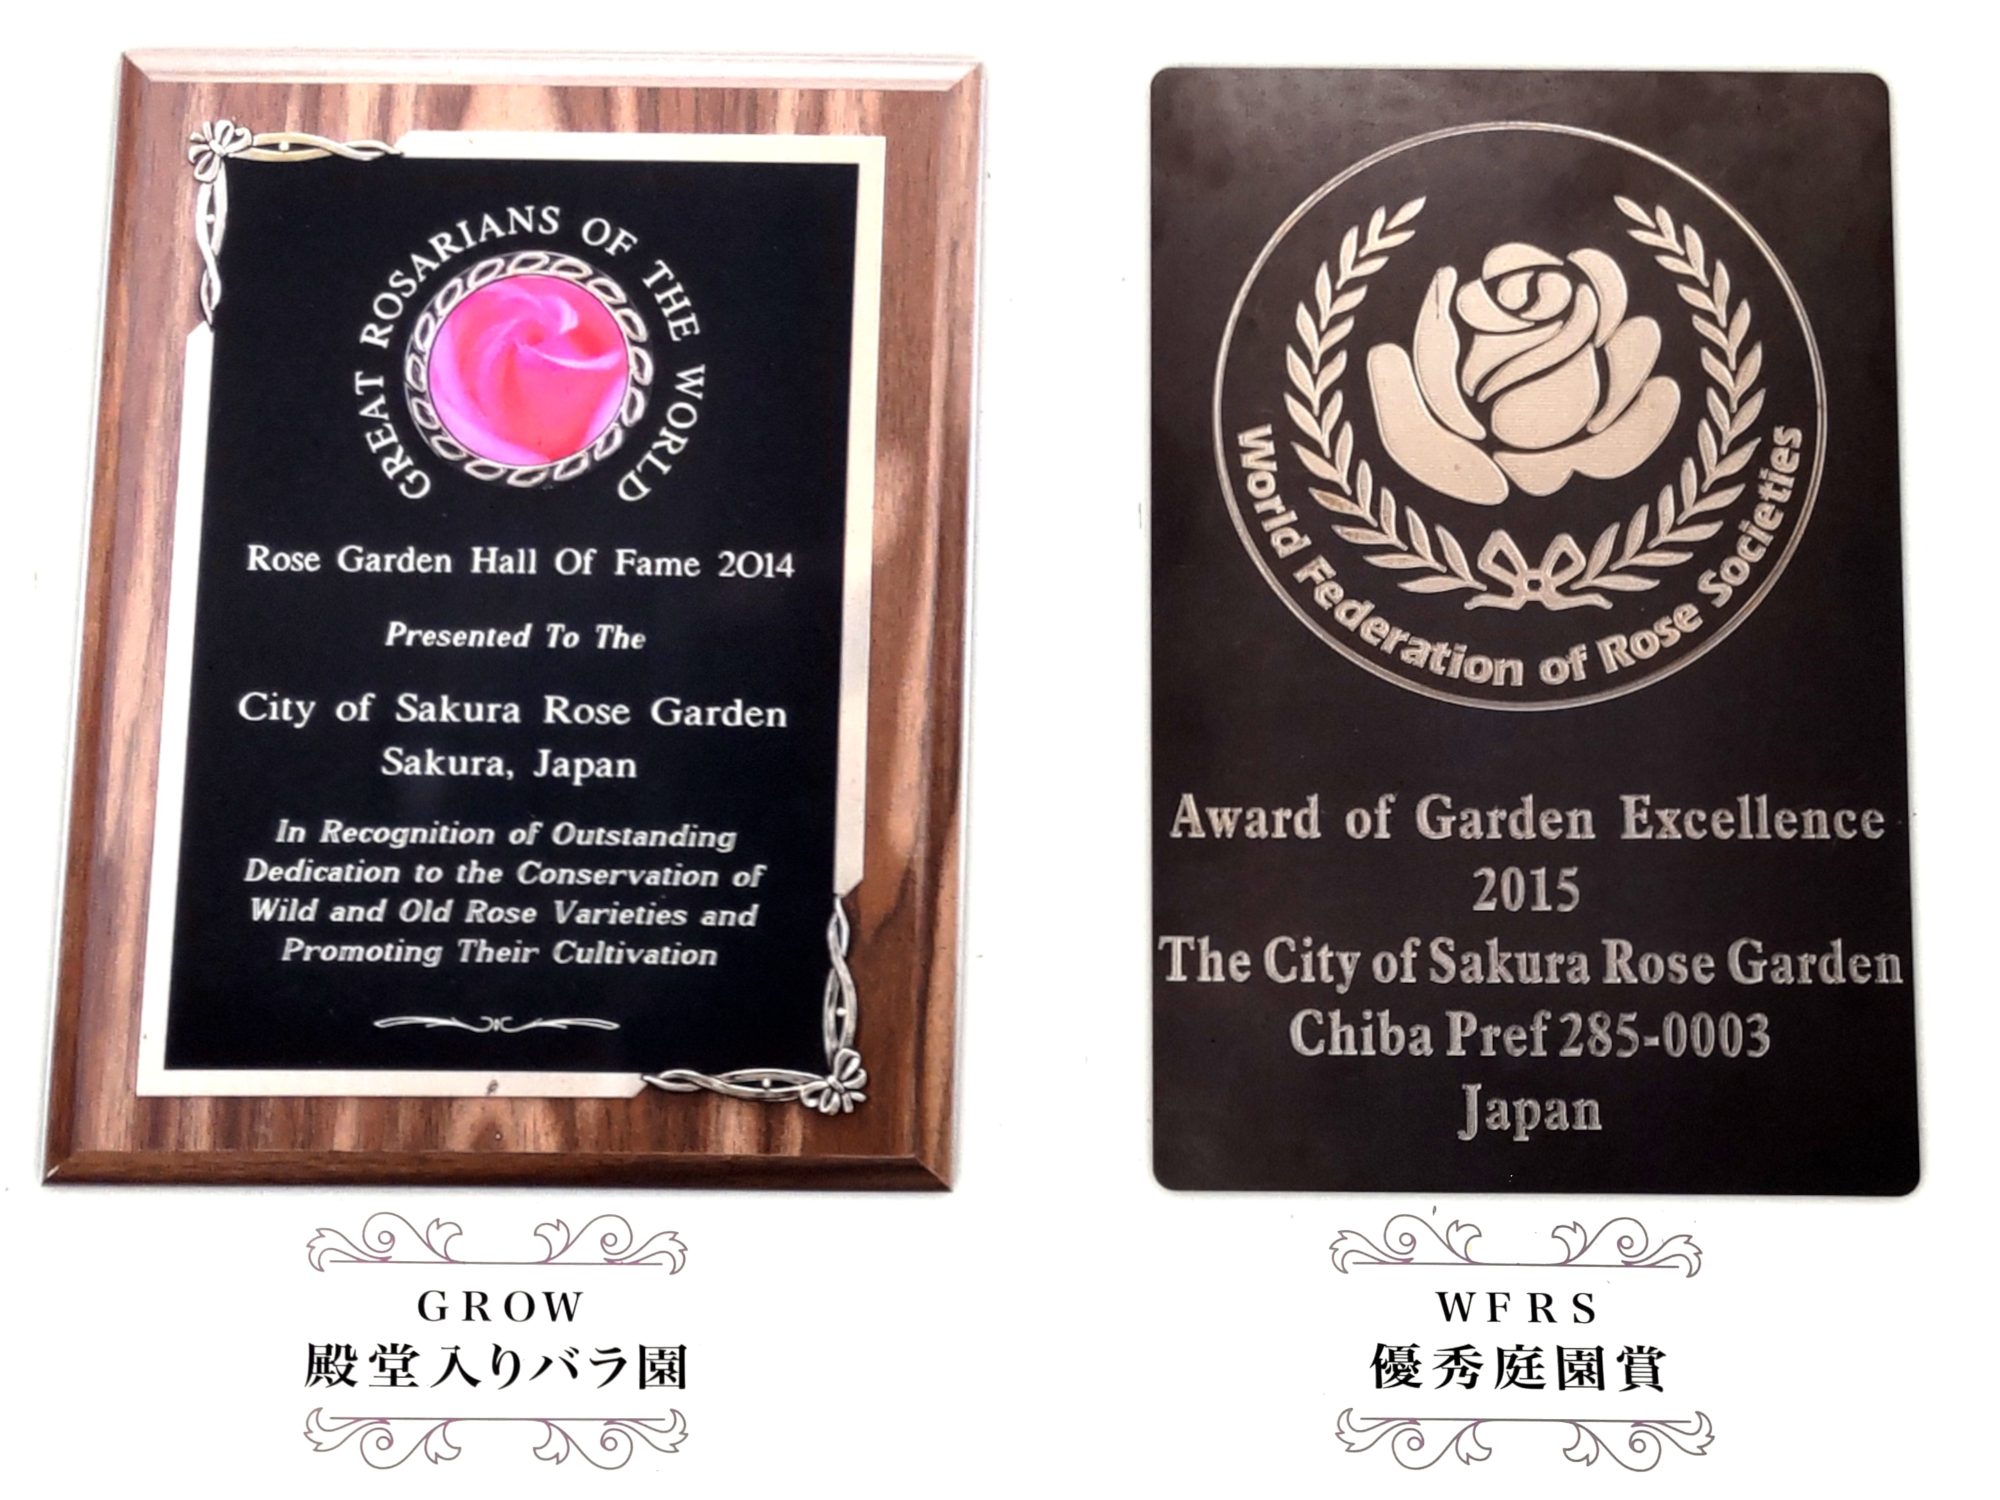 GREAT ROSARIANS OF THE WORLD
Rose Garden Hall Of Fame 2014
Presented To The
City of Sakura Rose Garden
Sakura, Japan
In Recognition of Outstanding
Dedication to the Conservation of
Wild and Old Rose Varieties and
Promoting Their Cultivation
GROW
殿堂入りバラ園
World Federation of Rose Societies
Award of Garden Excellence
2015
The City of Sakura Rose Garden
Chiba Pref 285-0003
Japan
WFRS
優秀庭園賞